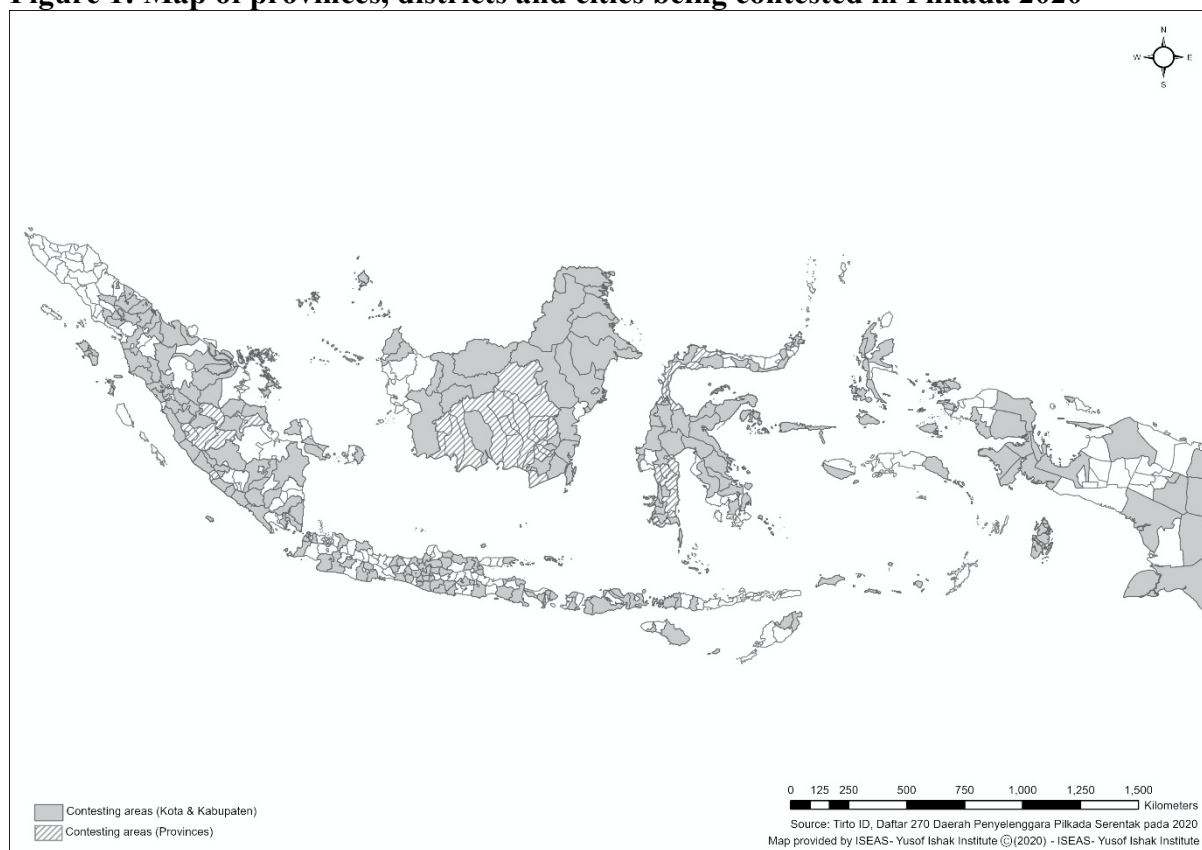 Figure 1: Map of provinces, districts and cities being contested in Pilkada 2020
N
W E
S
Contesting areas (Kota & Kabupaten)
Contesting areas (Provinces)
0 125 250 500 750 1,000 1,250 1,500
Kilometers
Source: Tirto ID, Daftar 270 Daerah Penyelenggara Pilkada Serentak pada 2020
Map provided by ISEAS- Yusof Ishak Institute ©(2020) - ISEAS- Yusof Ishak Institute